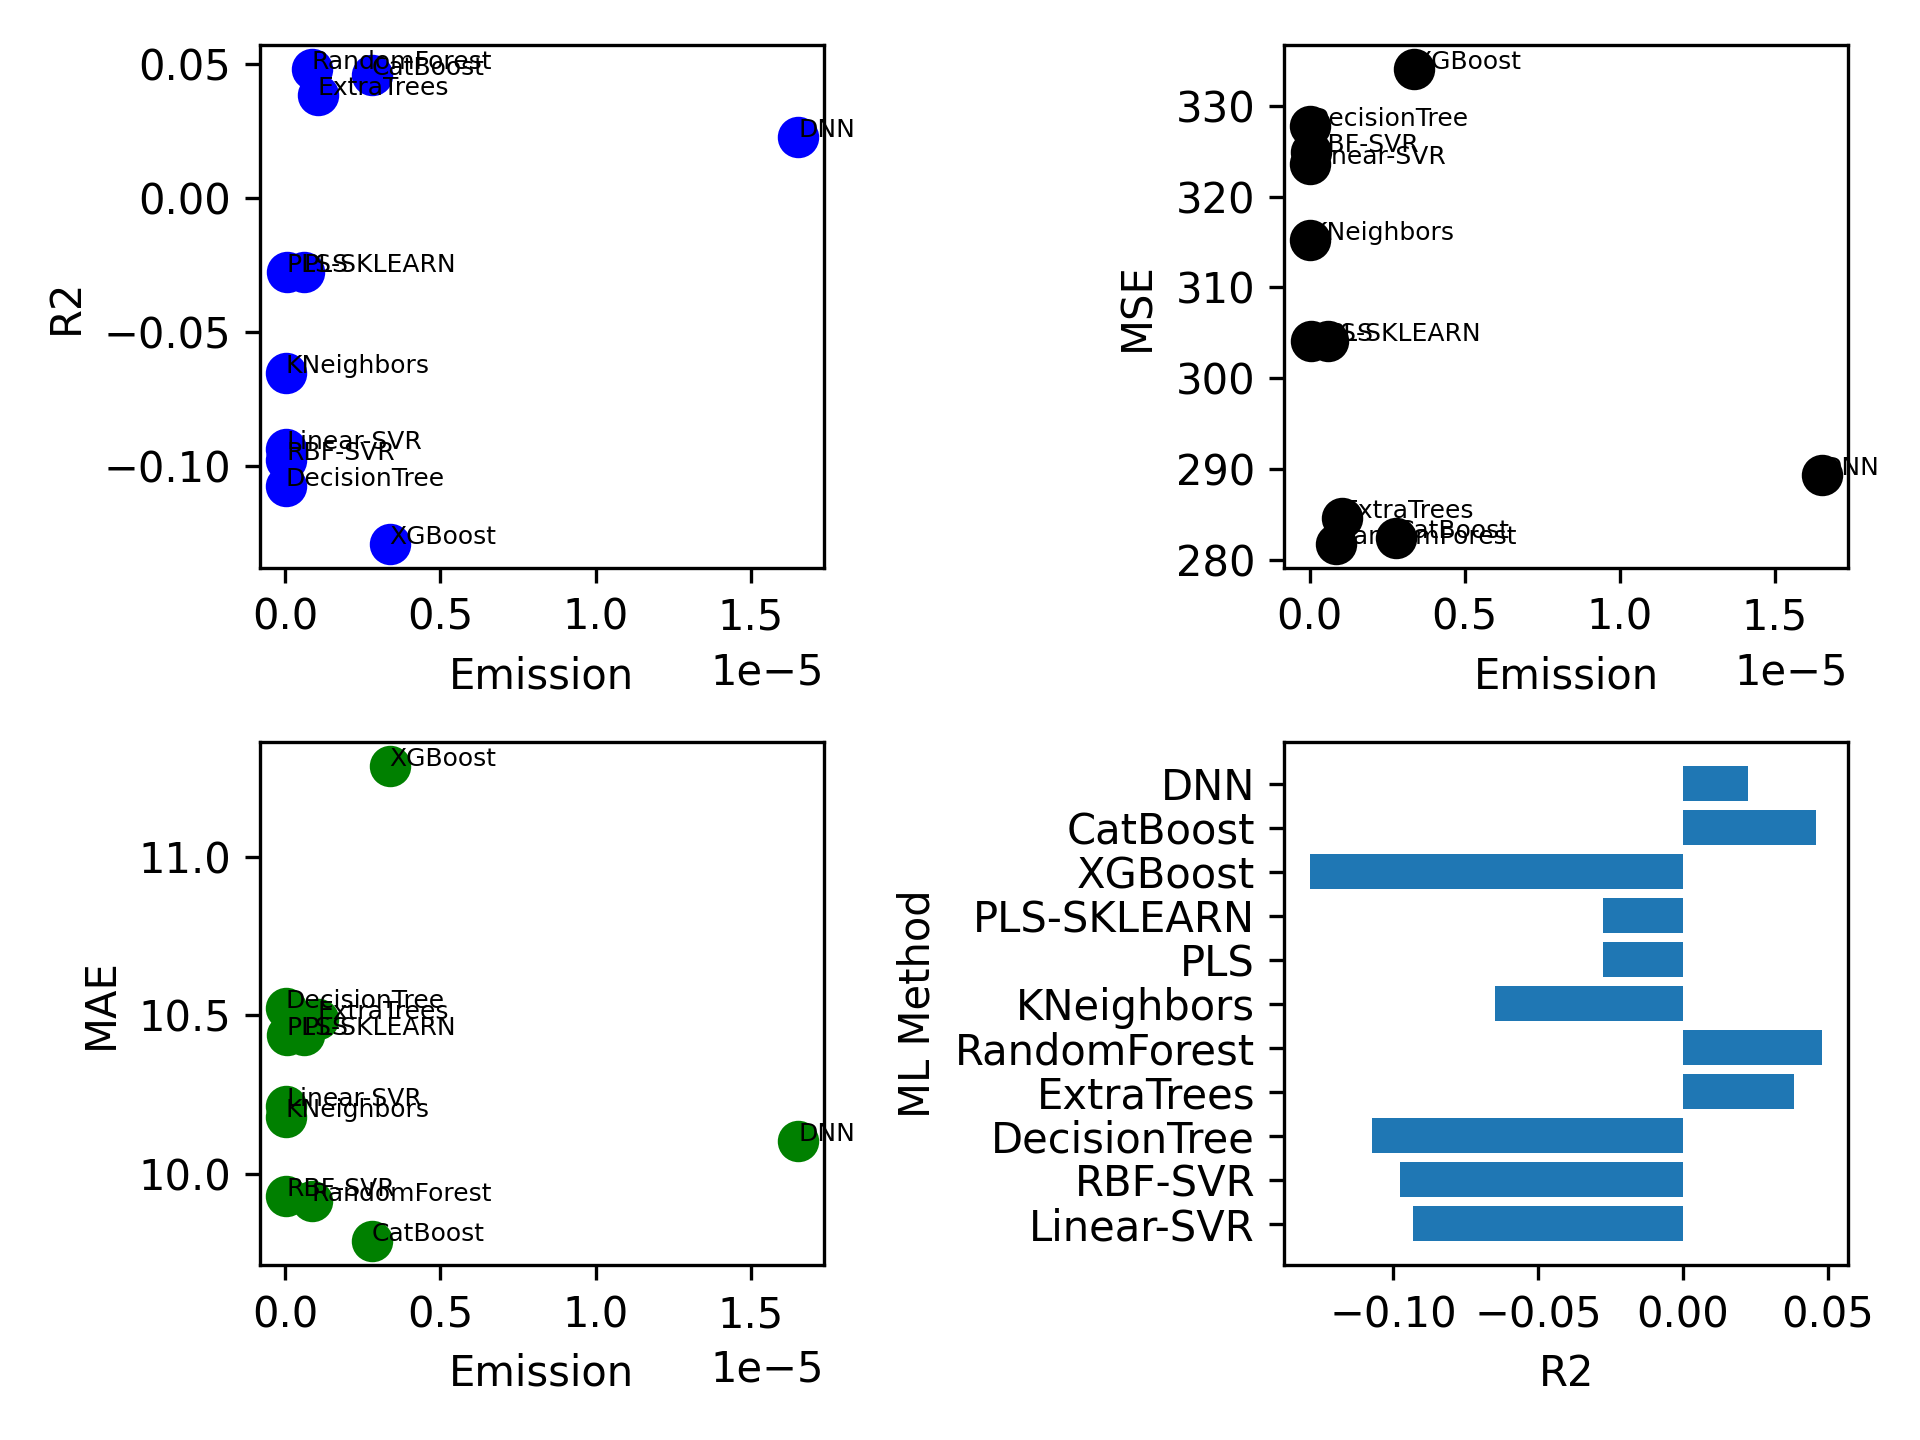 0.05
0.00
−0.05
−0.10
R2
RandomForest
CatBoost
ExtraTrees
DNN
PLS
PLS-SKLEARN
KNeighbors
Linear-SVR
RBF-SVR
DecisionTree
XGBoost
0.0 0.5 1.0 1.5
Emission
1e−5
330
320
310
300
290
280
MSE
XGBoost
DecisionTree
RBF-SVR
Linear-SVR
KNeighbors
PLS
PLS-SKLEARN
DNN
ExtraTrees
CatBoost
RandomForest
0.0 0.5 1.0 1.5
Emission
1e−5
11.0
10.5
10.0
MAE
XGBoost
DecisionTree
ExtraTrees
PLS
PLS-SKLEARN
Linear-SVR
KNeighbors
DNN
RBF-SVR
RandomForest
CatBoost
0.0 0.5 1.0 1.5
Emission
1e−5
ML Method
DNN
CatBoost
XGBoost
PLS-SKLEARN
PLS
KNeighbors
RandomForest
ExtraTrees
DecisionTree
RBF-SVR
Linear-SVR
−0.10 −0.05 0.00 0.05
R2